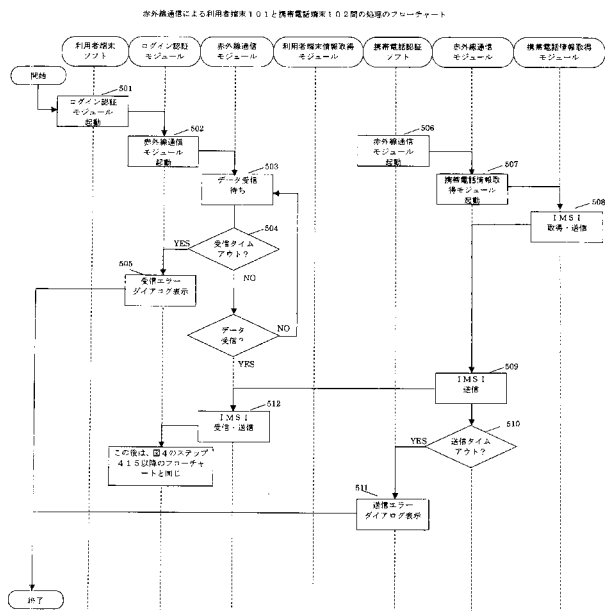 赤外線通信による利用者端末101と携帯電話端末102間の処理のフローチャート
利用者端末
ソフト
ログイン認証
モジュール
赤外線通信
モジュール
利用者端末情報取得
モジュール
携帯電話認証
ソフト
赤外線通信
モジュール
携帯電話情報取得
モジュール
開始
501
ログイン認証
モジュール
起動
502
赤外線通信
モジュール
起動
503
データ受信
待ち
506
赤外線通信
モジュール
起動
507
携帯電話情報取
得モジュール
起動
508
IMSI
取得・送信
504
受信タイム
アウト?
YES
NO
505
受信エラー
ダイアログ表示
データ
受信?
NO
YES
509
IMSI
送信
512
IMSI
受信・送信
510
送信タイム
アウト?
YES
この後は、図4のステップ
415以降のフローチャ
ートと同じ
511
送信エラー
ダイアログ表示
終了